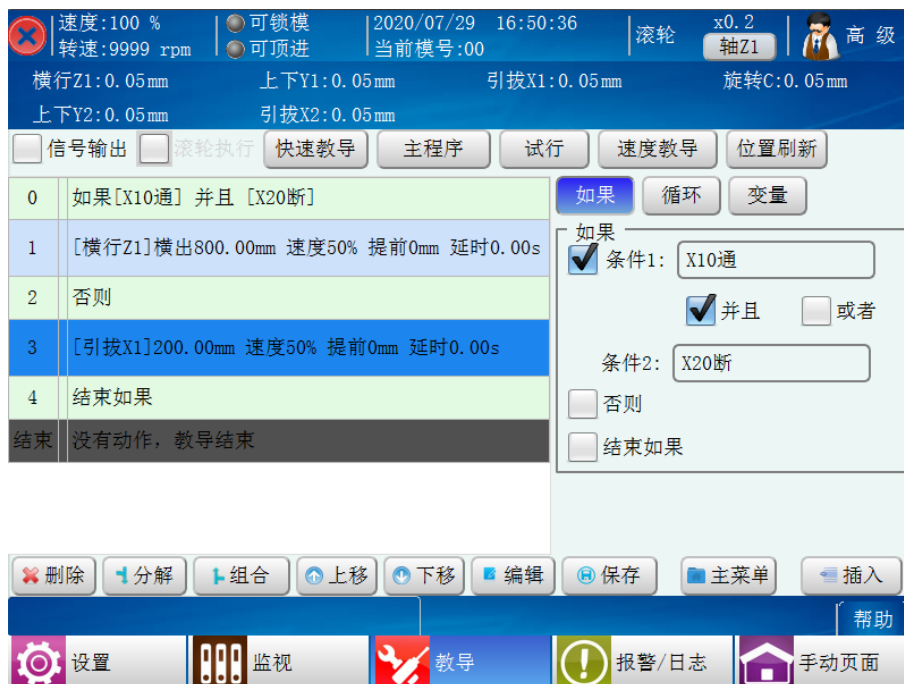 速度:100 % 可锁模 2020/07/29 16:50:36 滚轮 x0.2 高 级
转速:9999 rpm 可顶进 当前模号:00 轴Z1
横行Z1:0.05mm 上下Y1:0.05mm 引拔X1:0.05mm 旋转C:0.05mm
上下Y2:0.05mm 引拔X2:0.05mm
信号输出 滚轮执行 快速教导 主程序 试行 速度教导 位置刷新
0 如果[X10通] 并且 [X20断]
1 [横行Z1]横出800.00mm 速度50% 提前0mm 延时0.00s
2 否则
3 [引拔X1]200.00mm 速度50% 提前0mm 延时0.00s
4 结束如果
结束 没有动作，教导结束
如果 循环 变量
如果
条件1: X10通
并且 或者
条件2: X20断
否则
结束如果
删除 分解 组合 上移 下移 编辑 保存 主菜单 插入
帮助
设置 监视 教导 报警/日志 手动页面